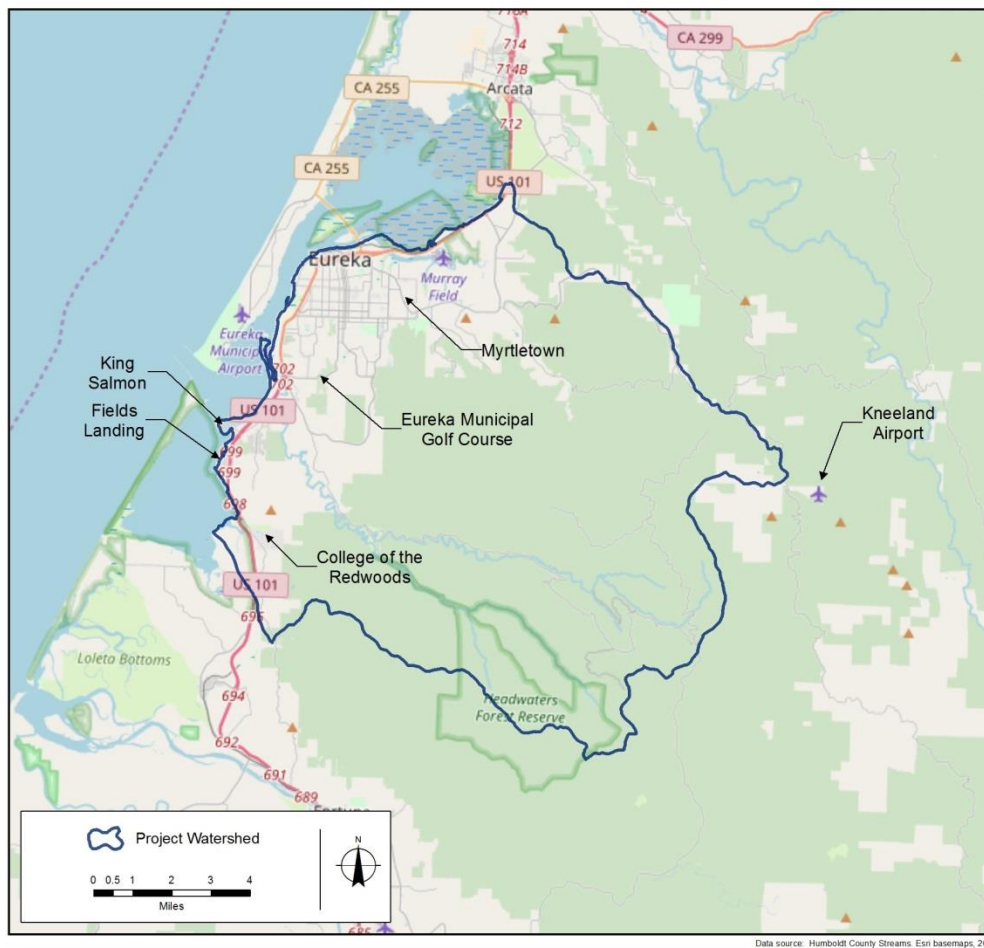 714
714B
Arcata
CA 299
CA 255
712
CA 255
US 101
Eureka
Murray
Field
Myrtletown
Eureka
Municipal
Airport
King
Salmon
702
Fields
Landing
US 101
Eureka Municipal
Golf Course
Kneeland
Airport
699
699
698
College of the
Redwoods
US 101
696
Loleta Bottoms
694
Headwaters
Forest Reserve
692
691
689
Project Watershed
N
0 0.5 1 2 3 4
Miles
685
Data source: Humboldt County Streams. Esri basemaps,